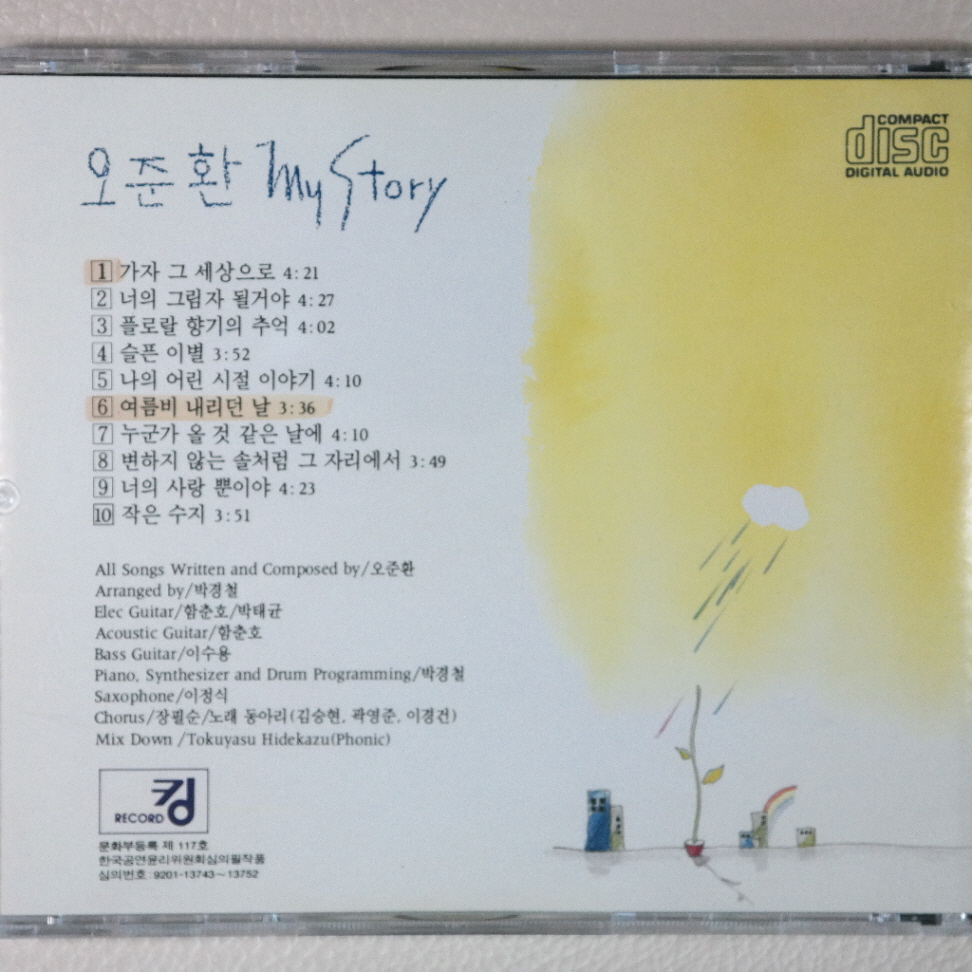 COMPACT
disc
DIGITAL AUDIO
오준환 My Story
1 가자 그 세상으로 4:21
2 너의 그림자 될거야 4:27
3 플로랄 향기의 추억 4:02
4 슬픈 이별 3:52
5 나의 어린 시절 이야기 4:10
6 여름비 내리던 날 3:36
7 누군가 올 것 같은 날에 4:10
8 변하지 않는 솔처럼 그 자리에서 3:49
9 너의 사랑 뿐이야 4:23
10 작은 수지 3:51
All Songs Written and Composed by/오준환
Arranged by/박경철
Elec Guitar/함춘호/박태균
Acoustic Guitar/함춘호
Bass Guitar/이수용
Piano, Synthesizer and Drum Programming/박경철
Saxophone/이정식
Chorus/장필순/노래 동아리(김승현, 곽영준, 이경건)
Mix Down /Tokuyasu Hidekazu(Phonic)
킹
RECORD
문화부등록 제 117호
한국공연윤리위원회심의필작품
심의번호:9201-13743~13752